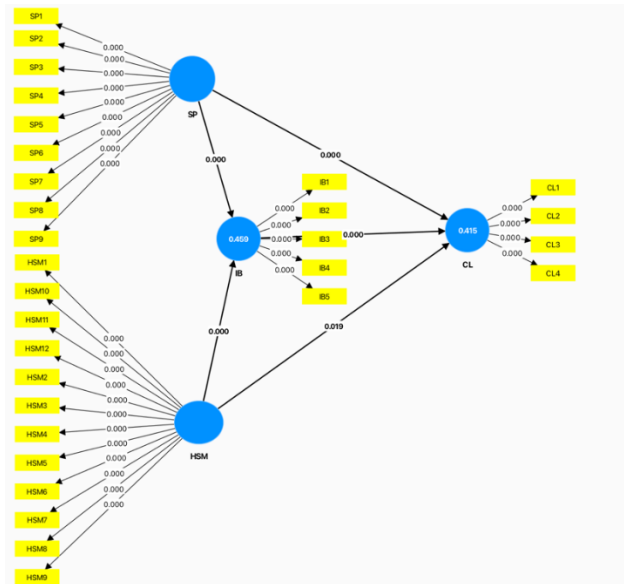 SP1
SP2
SP3
SP4
SP5
SP6
SP7
SP8
SP9
0.000
0.000
0.000
0.000
0.000
0.000
0.000
0.000
0.000
SP
0.000
0.000
IB1
IB2
IB3
IB4
IB5
0.000
0.000
0.000
0.000
0.000
IB
0.000
0.415
CL
CL1
CL2
CL3
CL4
0.000
0.000
0.000
0.000
0.000
0.019
HSM1
HSM10
HSM11
HSM12
HSM2
HSM3
HSM4
HSM5
HSM6
HSM7
HSM8
HSM9
0.000
0.000
0.000
0.000
0.000
0.000
0.000
0.000
0.000
0.000
0.000
0.000
HSM